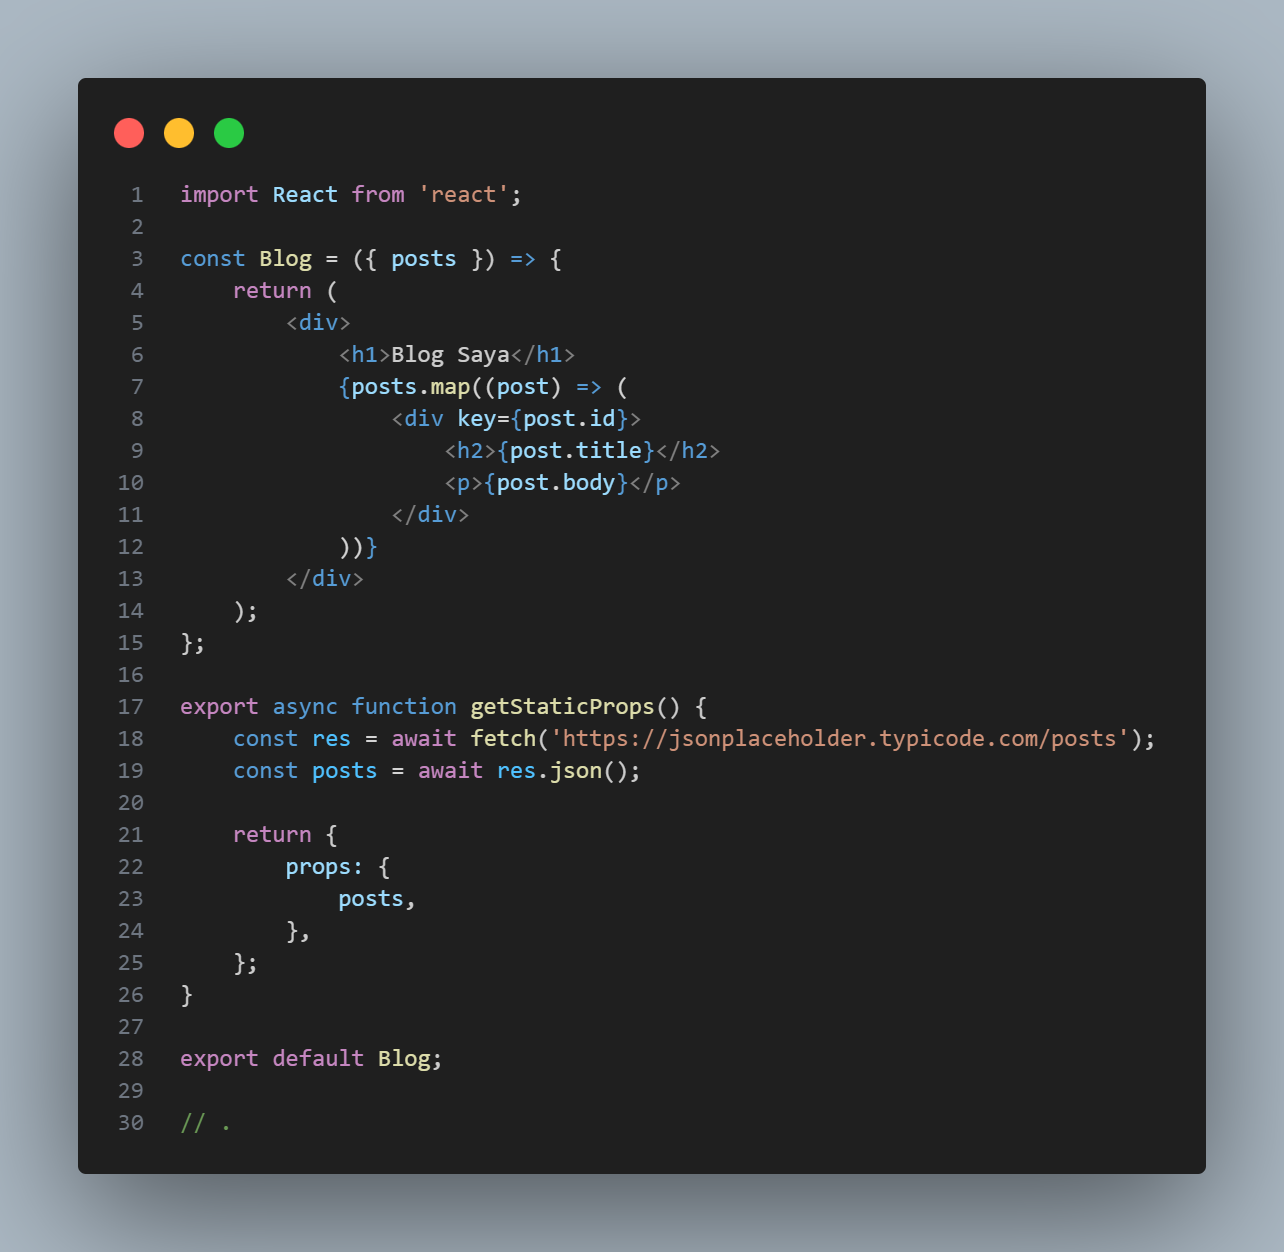 1 import React from 'react';
2
3 const Blog = ({ posts }) => {
4     return (
5         <div>
6             <h1>Blog Saya</h1>
7             {posts.map((post) => (
8                 <div key={post.id}>
9                     <h2>{post.title}</h2>
10                     <p>{post.body}</p>
11                 </div>
12             ))}
13         </div>
14     );
15 };
16
17 export async function getStaticProps() {
18     const res = await fetch('https://jsonplaceholder.typicode.com/posts');
19     const posts = await res.json();
20
21     return {
22         props: {
23             posts,
24         },
25     };
26 }
27
28 export default Blog;
29
30 // .